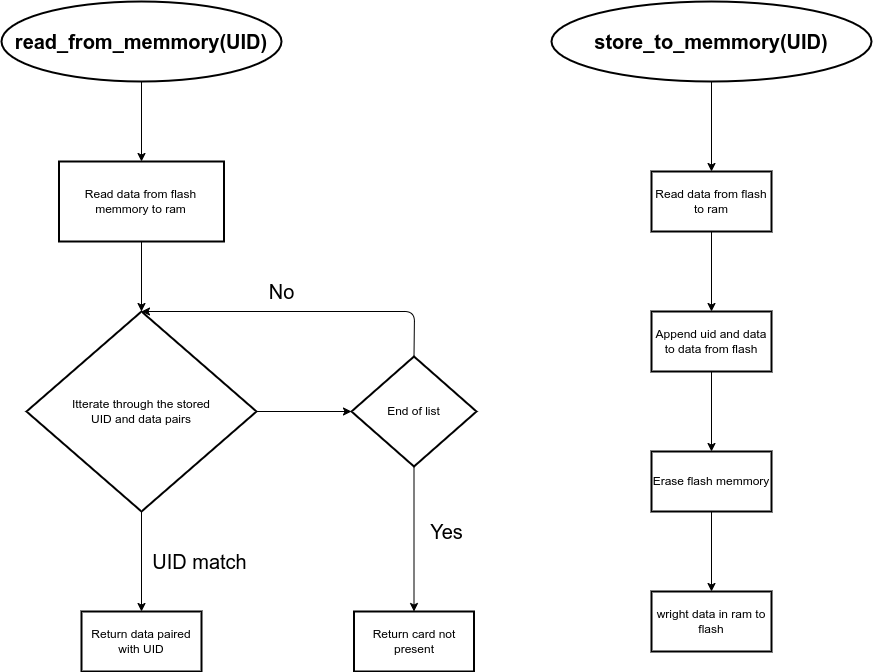 read_from_memmory(UID)
Read data from flash
memmory to ram
No
Itterate through the stored
UID and data pairs
End of list
Yes
UID match
Return data paired
with UID
Return card not
present
store_to_memmory(UID)
Read data from flash
to ram
Append uid and data
to data from flash
Erase flash memmory
wright data in ram to
flash